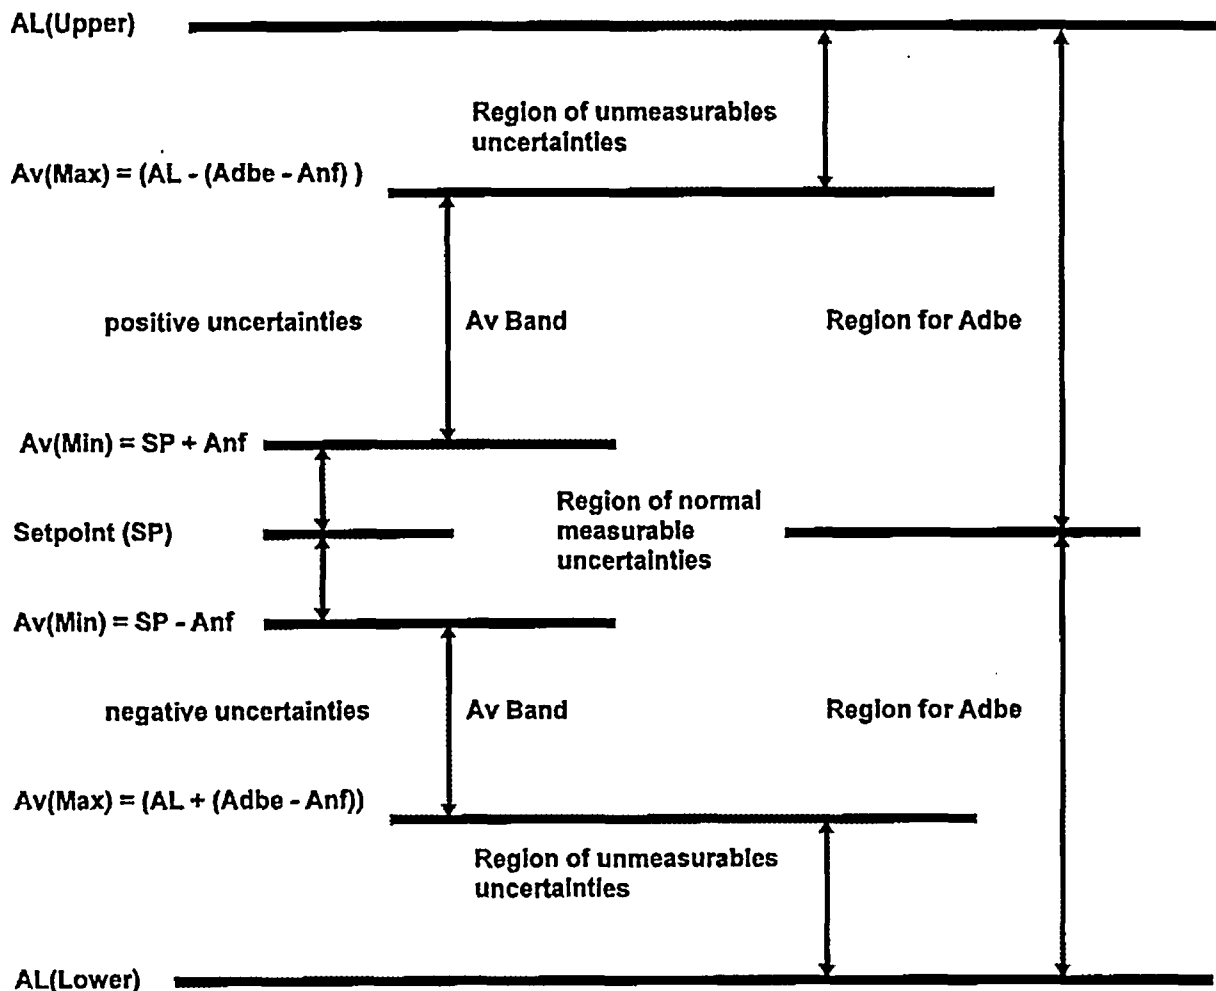 AL(Upper)
Region of unmeasurables
uncertainties
Av(Max) = (AL - (Adbe - Anf) )
positive uncertainties
Av Band
Region for Adbe
Av(Min) = SP + Anf
Region of normal
measurable
uncertainties
Setpoint (SP)
Av(Min) = SP - Anf
negative uncertainties
Av Band
Region for Adbe
Av(Max) = (AL + (Adbe - Anf))
Region of unmeasurables
uncertainties
AL(Lower)